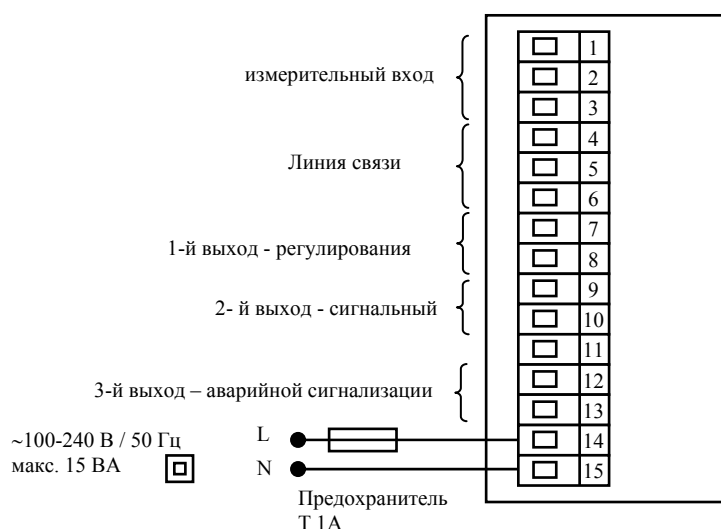 измерительный вход
1
2
3
Линия связи
4
5
6
1-й выход - регулирования
7
8
2- й выход - сигнальный
9
10
11
3-й выход – аварийной сигнализации
12
13
~100-240 В / 50 Гц
макс. 15 ВА
L
14
N
15
Предохранитель
Т 1А